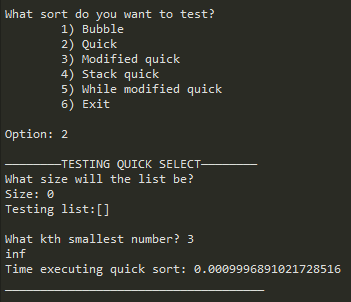 What sort do you want to test?
1) Bubble
2) Quick
3) Modified quick
4) Stack quick
5) While modified quick
6) Exit
Option: 2
————————TESTING QUICK SELECT————————
What size will the list be?
Size: 0
Testing list:[]
What kth smallest number? 3
inf
Time executing quick sort: 0.0009996891021728516